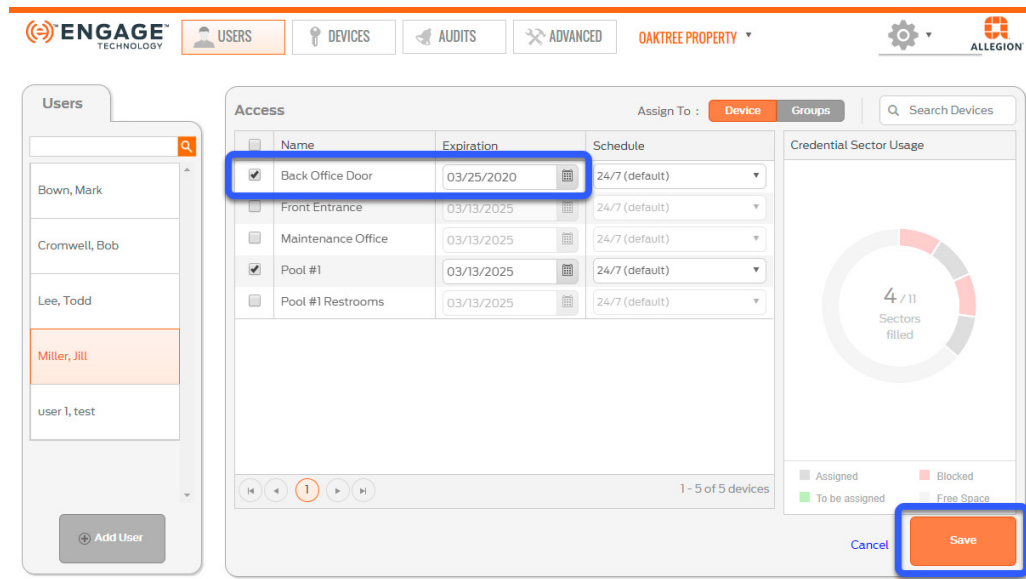 ENGAGE™
TECHNOLOGY
USERS
DEVICES
AUDITS
ADVANCED
OAKTREE PROPERTY
ALLEGION
Users
Access
Assign To :
Device
Groups
Search Devices
Name
Expiration
Schedule
Credential Sector Usage
Back Office Door
03/25/2020
24/7 (default)
Front Entrance
03/13/2025
24/7 (default)
Maintenance Office
03/13/2025
24/7 (default)
Pool #1
03/13/2025
24/7 (default)
Pool #1 Restrooms
03/13/2025
24/7 (default)
Bown, Mark
Cromwell, Bob
Lee, Todd
Miller, Jill
user 1, test
4 / 11
Sectors
filled
1
1 - 5 of 5 devices
Assigned
Blocked
To be assigned
Free Space
Add User
Cancel
Save